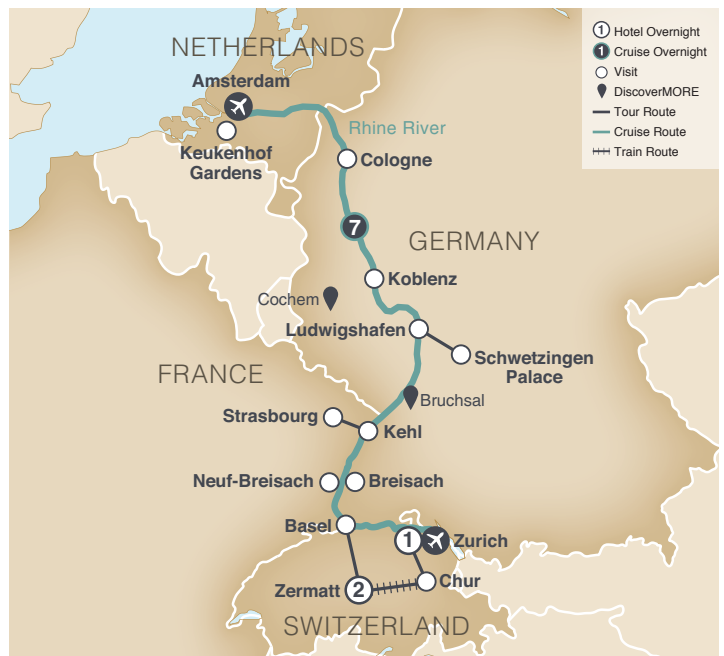 NETHERLANDS
Amsterdam
Keukenhof
Gardens
Rhine River
Cologne
7
GERMANY
Koblenz
Cochem
Ludwigshafen
Schwetzingen
Palace
FRANCE
Bruchsal
Strasbourg
Kehl
Neuf-Breisach
Breisach
Basel
1
Zurich
Zermatt
2
Chur
SWITZERLAND
1 Hotel Overnight
1 Cruise Overnight
Visit
DiscoverMORE
Tour Route
Cruise Route
Train Route